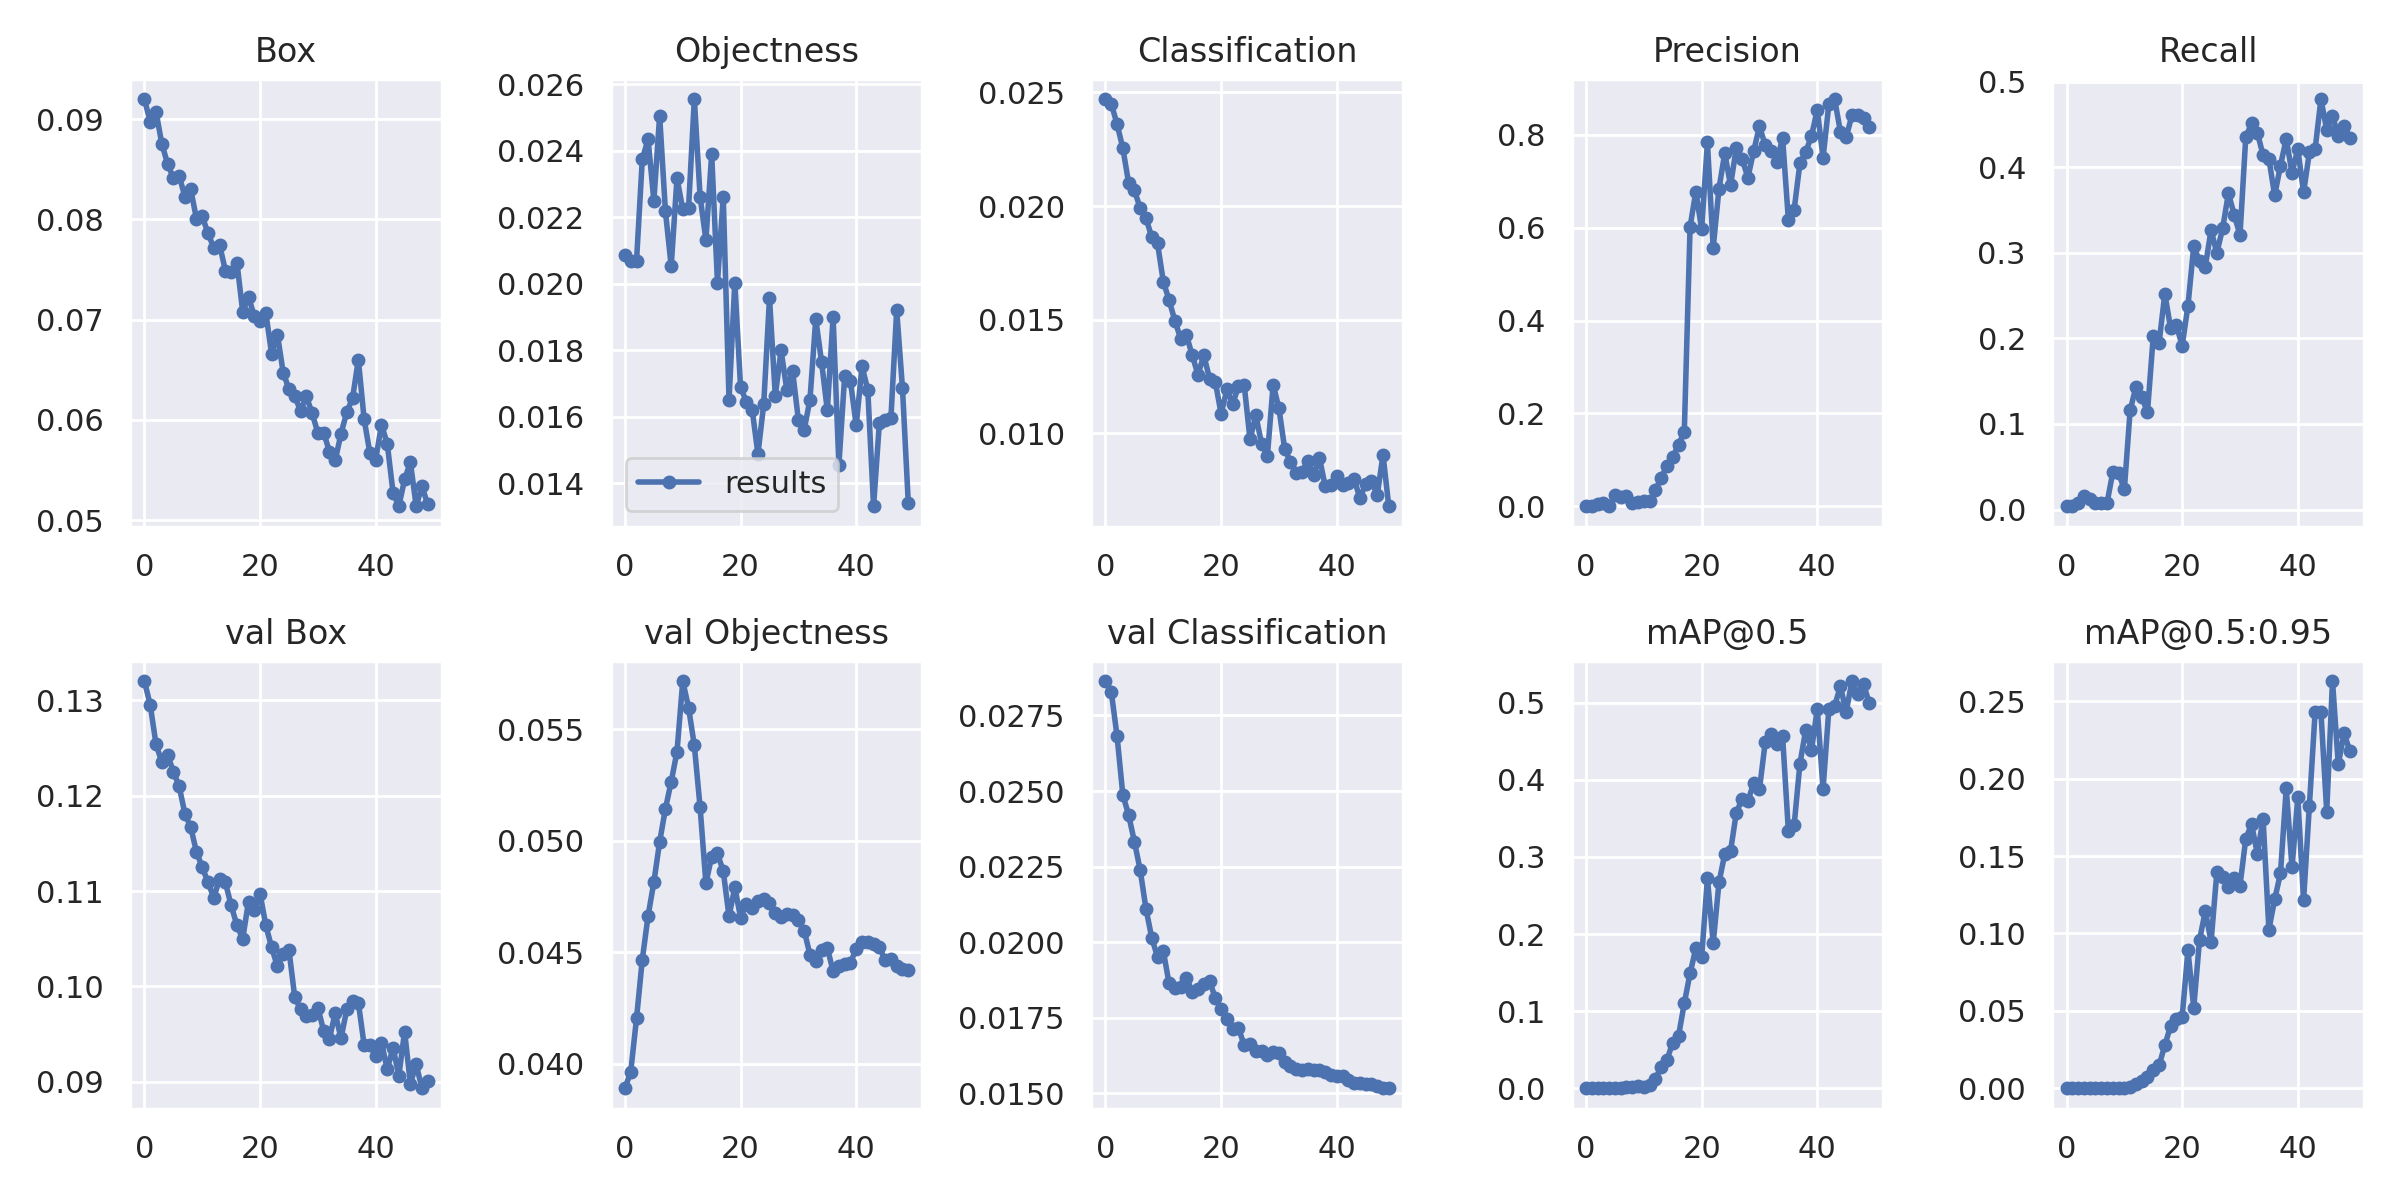 Box
0.09
0.08
0.07
0.06
0.05
0 20 40
Objectness
0.026
0.024
0.022
0.020
0.018
0.016
0.014
results
0 20 40
Classification
0.025
0.020
0.015
0.010
0 20 40
Precision
0.8
0.6
0.4
0.2
0.0
0 20 40
Recall
0.5
0.4
0.3
0.2
0.1
0.0
0 20 40
val Box
0.13
0.12
0.11
0.10
0.09
0 20 40
val Objectness
0.055
0.050
0.045
0.040
0 20 40
val Classification
0.0275
0.0250
0.0225
0.0200
0.0175
0.0150
0 20 40
mAP@0.5
0.5
0.4
0.3
0.2
0.1
0.0
0 20 40
mAP@0.5:0.95
0.25
0.20
0.15
0.10
0.05
0.00
0 20 40